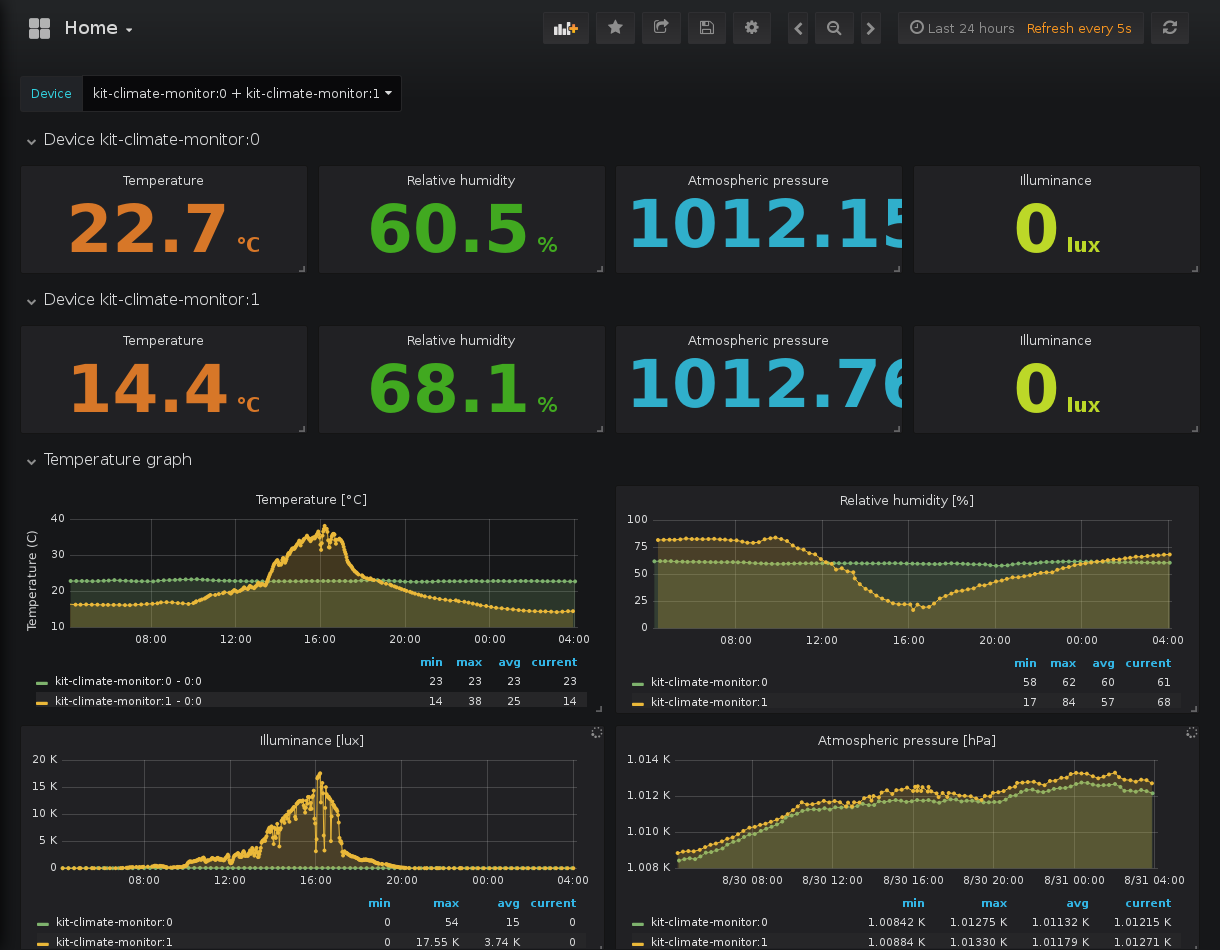 Home
Last 24 hours Refresh every 5s
Device kit-climate-monitor:0 + kit-climate-monitor:1
Device kit-climate-monitor:0
Temperature Relative humidity Atmospheric pressure Illuminance
22.7 °C 60.5 % 1012.15 0 lux
Device kit-climate-monitor:1
Temperature Relative humidity Atmospheric pressure Illuminance
14.4 °C 68.1 % 1012.76 0 lux
Temperature graph
Temperature [°C]
Temperature (C)
40
30
20
10
08:00 12:00 16:00 20:00 00:00 04:00
min max avg current
kit-climate-monitor:0 - 0:0 23 23 23 23
kit-climate-monitor:1 - 0:0 14 38 25 14
Relative humidity [%]
100
75
50
25
0
08:00 12:00 16:00 20:00 00:00 04:00
min max avg current
kit-climate-monitor:0 58 62 60 61
kit-climate-monitor:1 17 84 57 68
Illuminance [lux]
20 K
15 K
10 K
5 K
0
08:00 12:00 16:00 20:00 00:00 04:00
min max avg current
kit-climate-monitor:0 0 54 15 0
kit-climate-monitor:1 0 17.55 K 3.74 K 0
Atmospheric pressure [hPa]
1.014 K
1.012 K
1.010 K
1.008 K
8/30 08:00 8/30 12:00 8/30 16:00 8/30 20:00 8/31 00:00 8/31 04:00
min max avg current
kit-climate-monitor:0 1.00842 K 1.01275 K 1.01132 K 1.01215 K
kit-climate-monitor:1 1.00884 K 1.01330 K 1.01179 K 1.01271 K